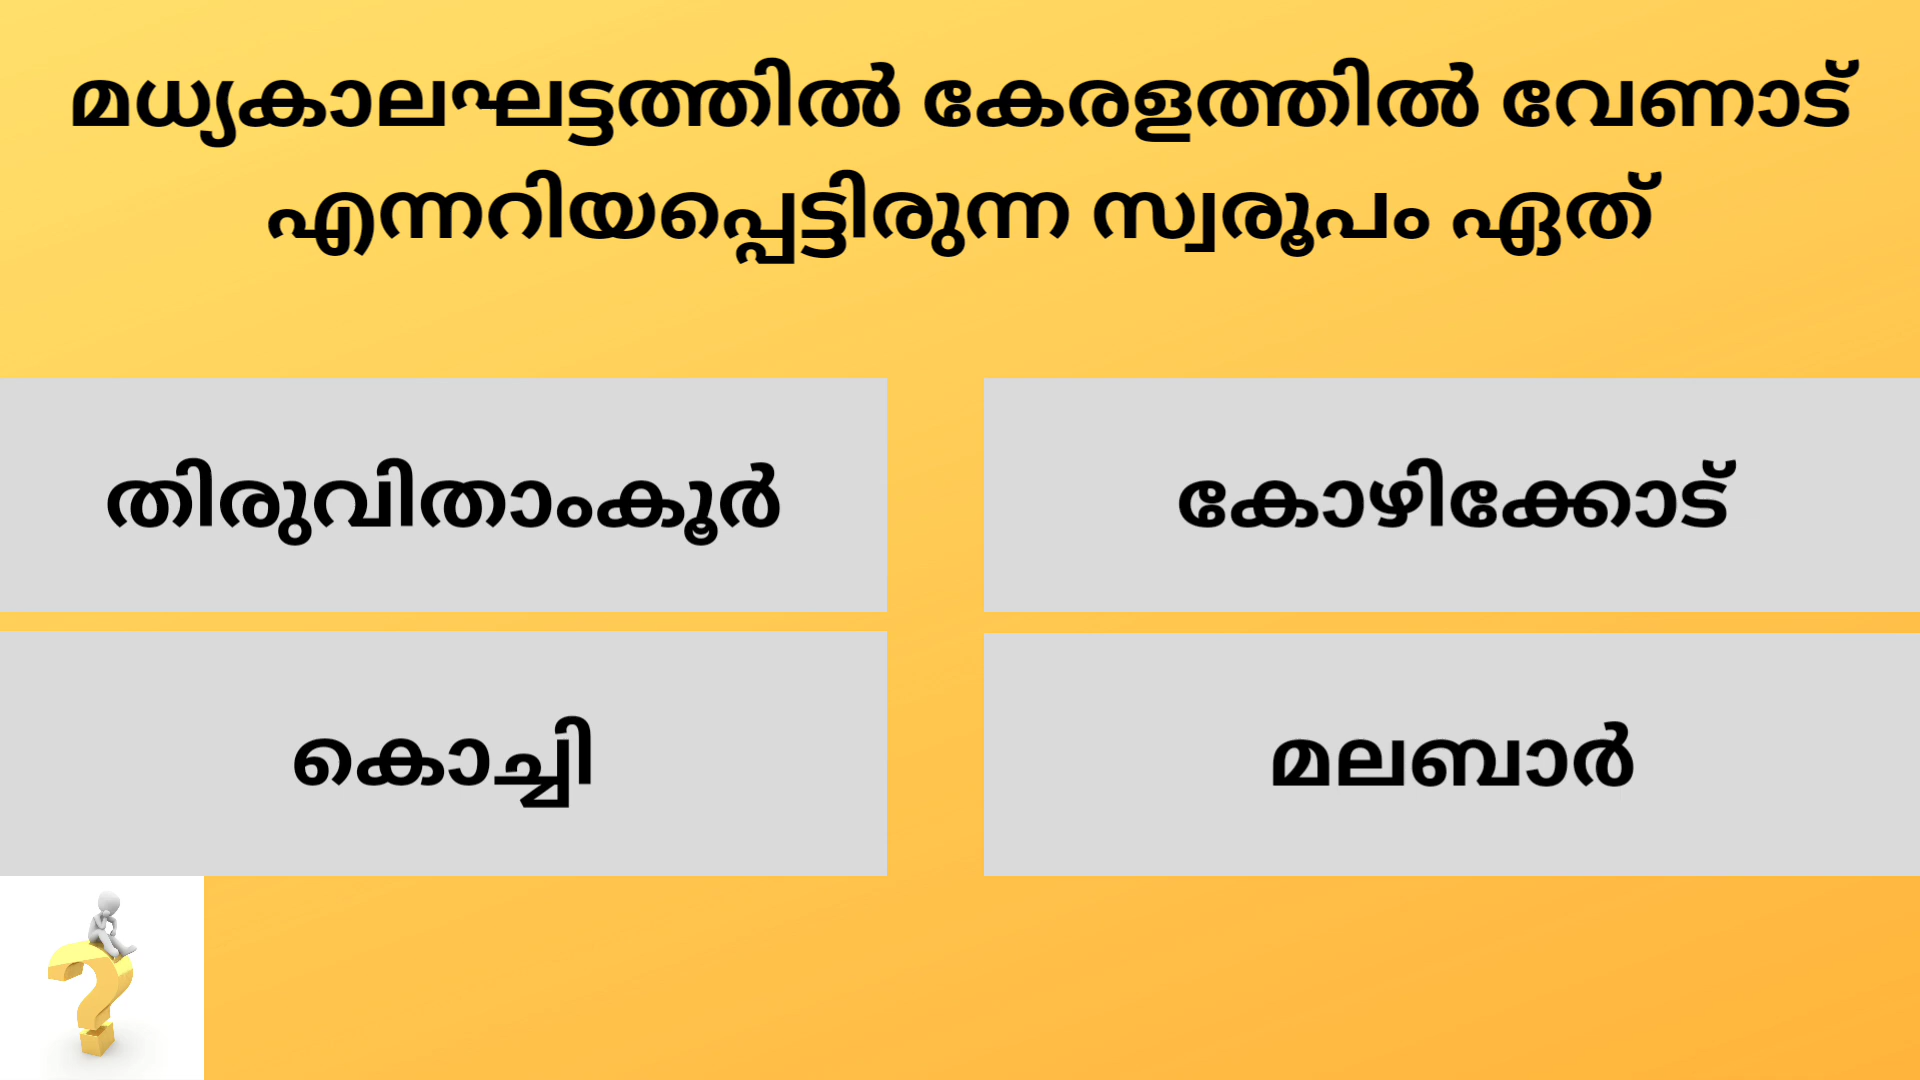 മധ്യകാലഘട്ടത്തിൽ കേരളത്തിൽ വേണാട്
എന്നറിയപ്പെട്ടിരുന്ന സ്വരൂപം ഏത്
തിരുവിതാംകൂർ
കോഴിക്കോട്
കൊച്ചി
മലബാർ